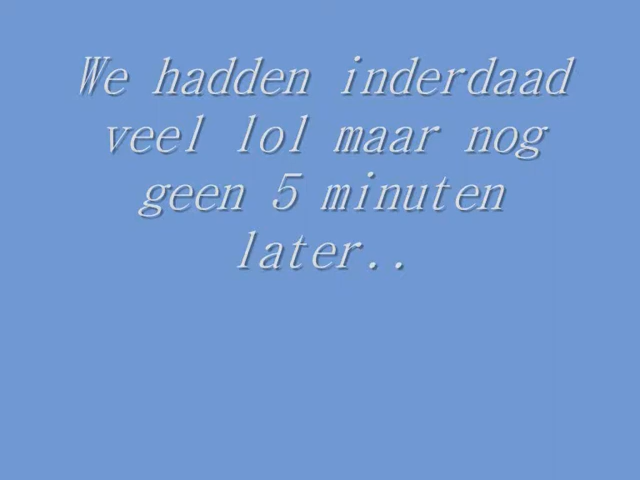 We hadden inderdaad
veel lol maar nog
geen 5 minuten
later..